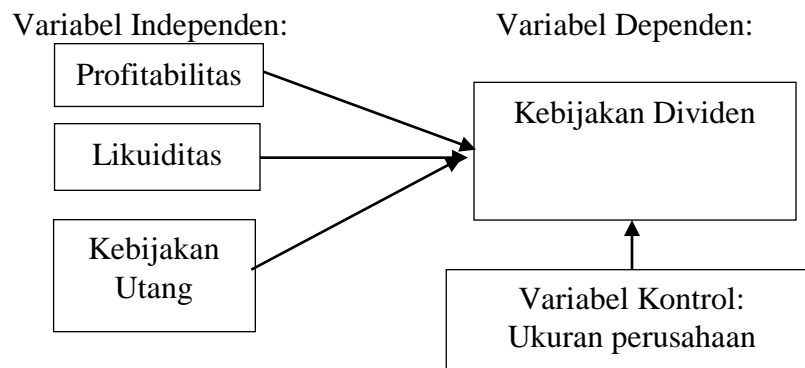 Variabel Independen:
Variabel Dependen:
Profitabilitas
Likuiditas
Kebijakan
Utang
Kebijakan Dividen
Variabel Kontrol:
Ukuran perusahaan